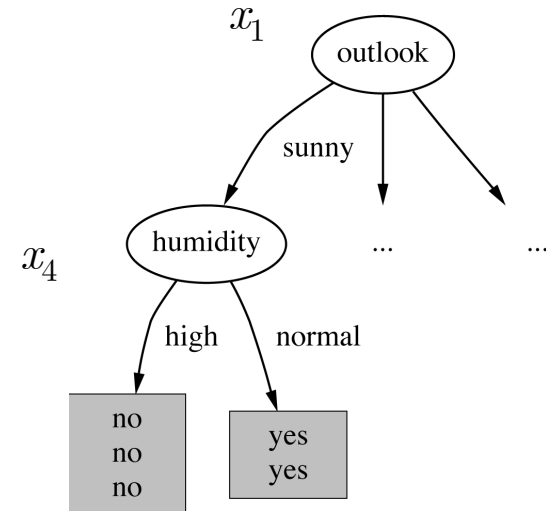 x1
outlook
sunny
x4
humidity
...
...
high
normal
no
no
no
yes
yes